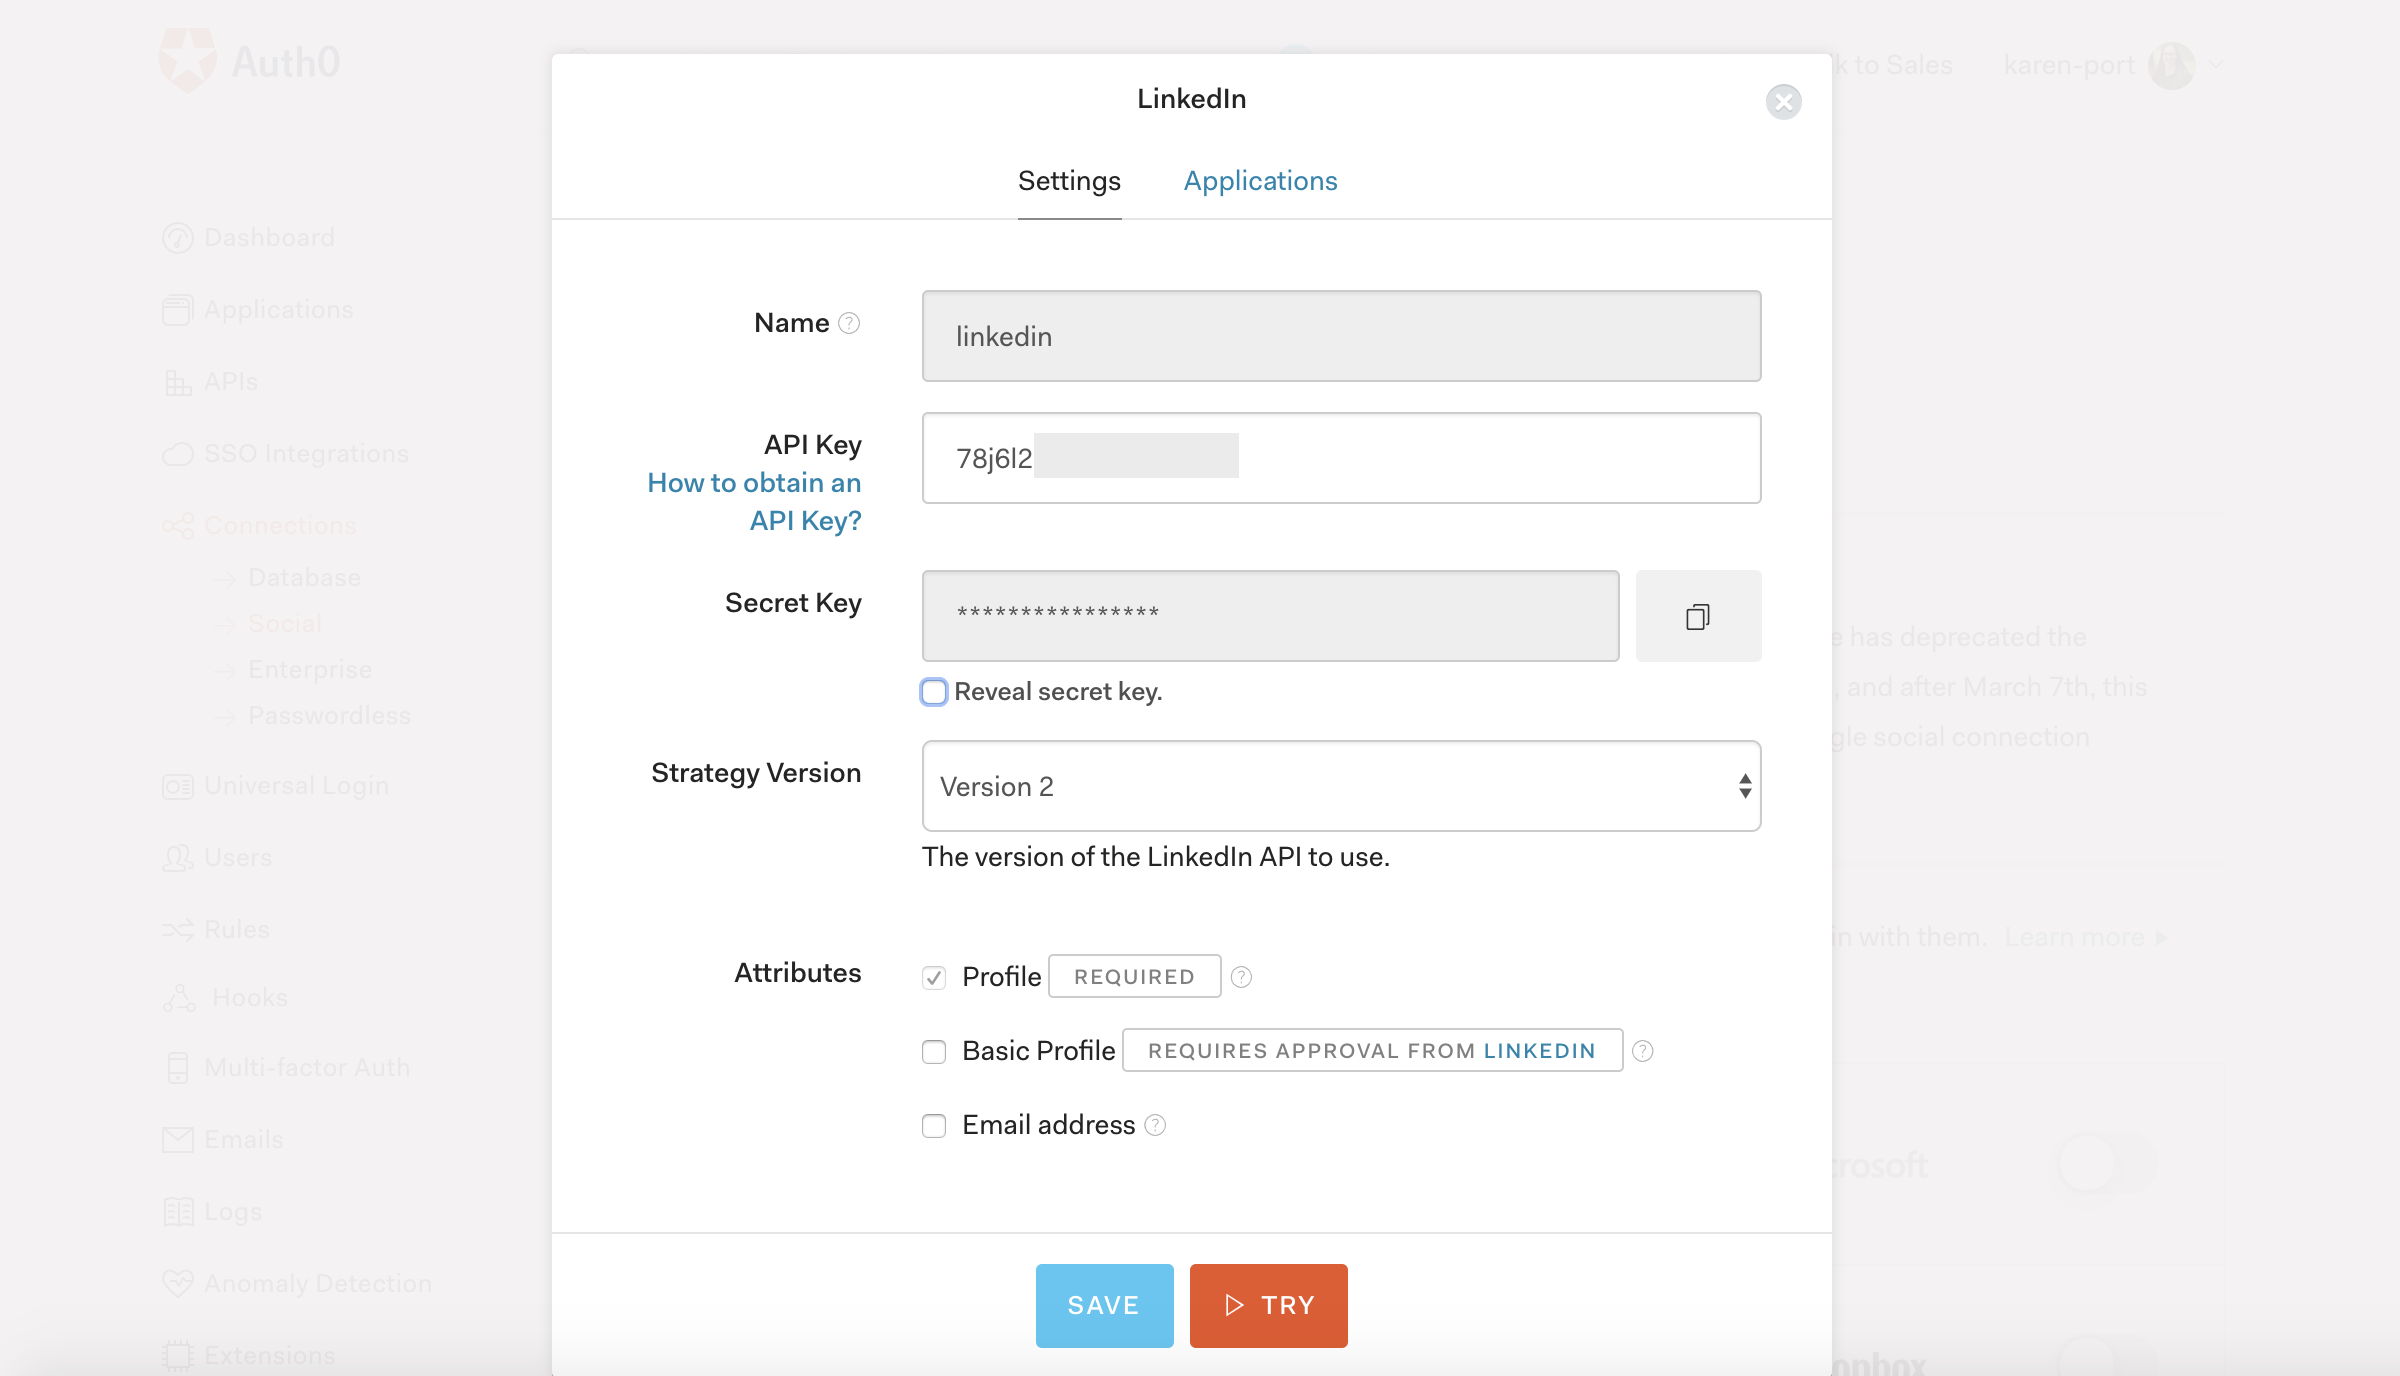 Auth0
k to Sales
karen-port
Dashboard
Applications
APIs
SSO Integrations
Connections
Database
Social
Enterprise
Passwordless
Universal Login
Users
Rules
Hooks
Multi-factor Auth
Emails
Logs
Anomaly Detection
Extensions
LinkedIn
Settings
Applications
Name ?
linkedin
API Key
How to obtain an
API Key?
78j6l2
Secret Key
****************
Reveal secret key.
Strategy Version
Version 2
The version of the LinkedIn API to use.
Attributes
Profile REQUIRED ?
Basic Profile REQUIRES APPROVAL FROM LINKEDIN ?
Email address ?
SAVE
TRY
e has deprecated the
, and after March 7th, this
gle social connection
in with them. Learn more
crosoft
opbox